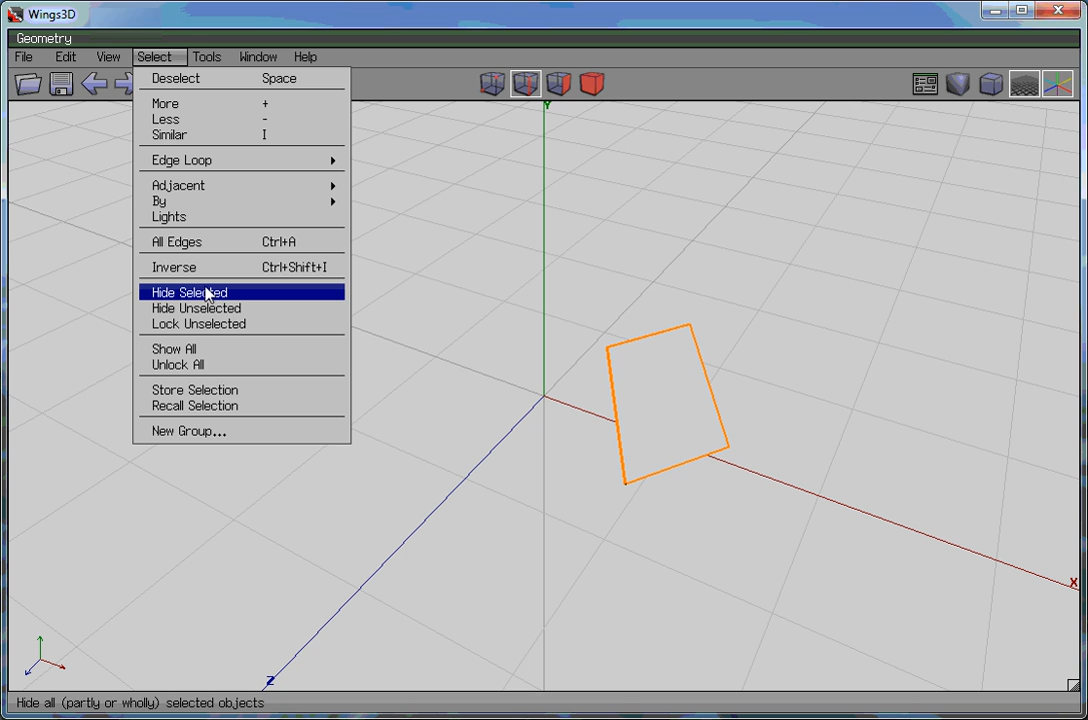 Wings3D
Geometry
File Edit View Select Tools Window Help
Deselect Space
More +
Less -
Similar I
Edge Loop
Adjacent
By
Lights
All Edges Ctrl+A
Inverse Ctrl+Shift+I
Hide Selected
Hide Unselected
Lock Unselected
Show All
Unlock All
Store Selection
Recall Selection
New Group...
Y
X
Z
Hide all (partly or wholly) selected objects